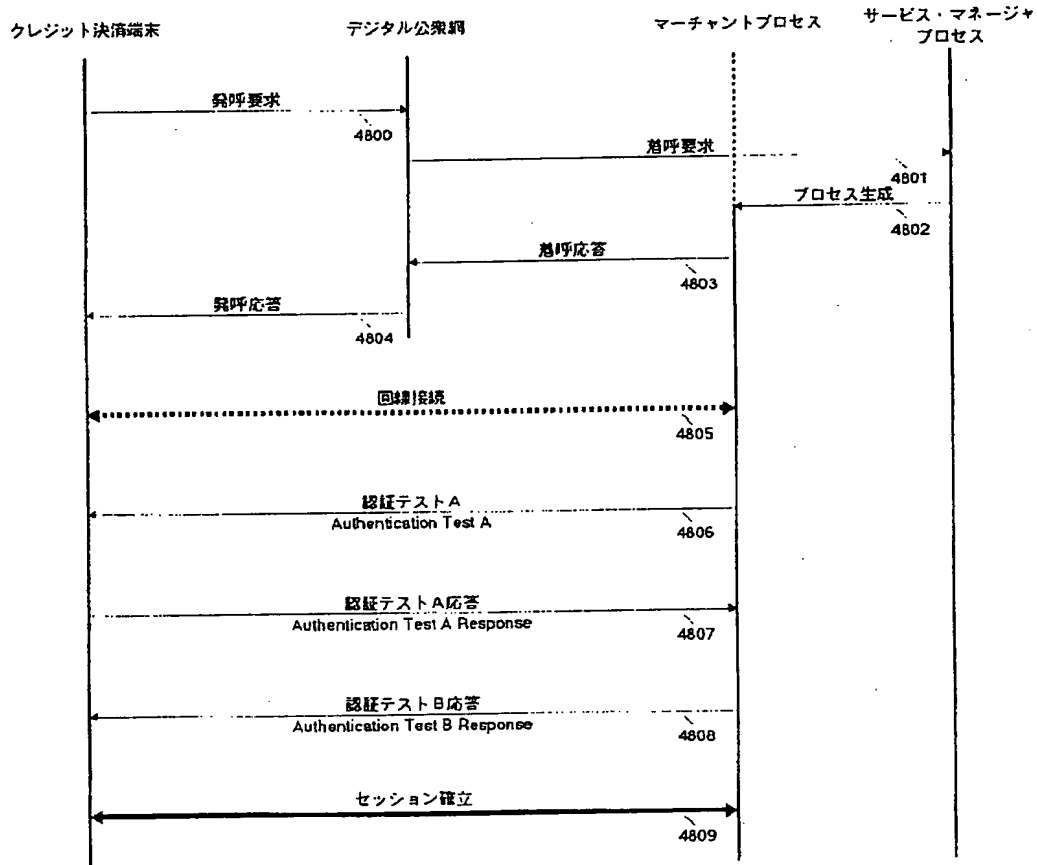 クレジット決済端末
デジタル公衆網
マーチャントプロセス
サービス・マネージャ
プロセス
発呼要求
4800
着呼要求
4801
プロセス生成
4802
着呼応答
4803
発呼応答
4804
回線接続
4805
認証テストA
Authentication Test A
4806
認証テストA応答
Authentication Test A Response
4807
認証テストB応答
Authentication Test B Response
4808
セッション確立
4809